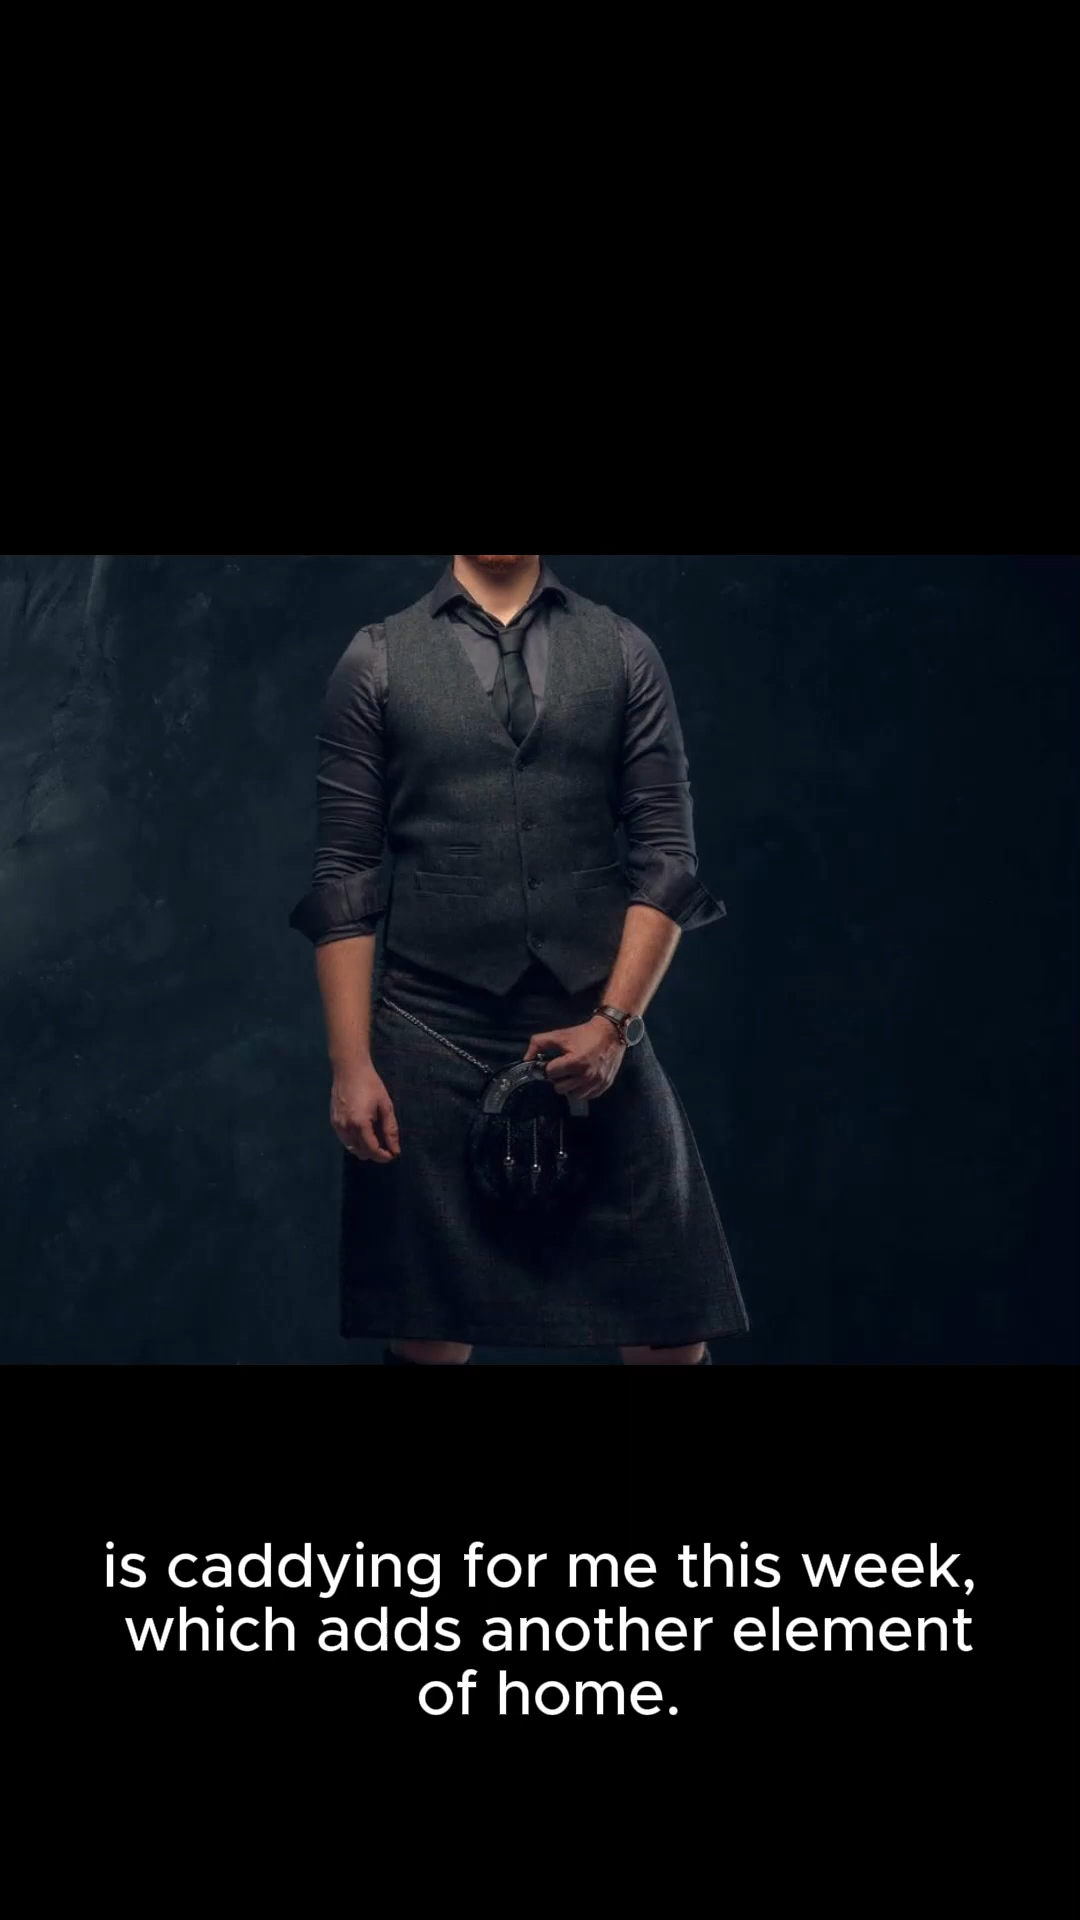 is caddying for me this week,
which adds another element
of home.